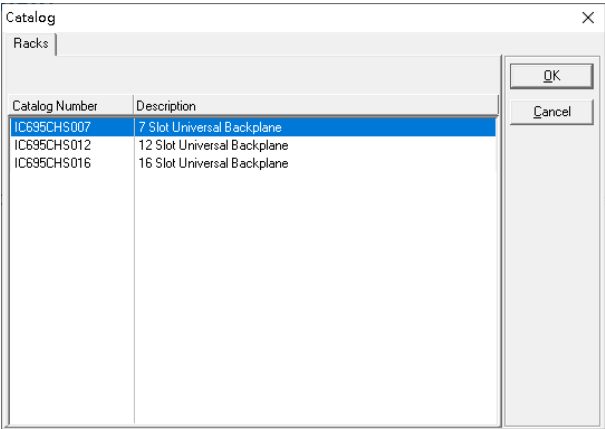 Catalog
Racks
OK
Catalog Number Description
Cancel
IC695CHS007 7 Slot Universal Backplane
IC695CHS012 12 Slot Universal Backplane
IC695CHS016 16 Slot Universal Backplane